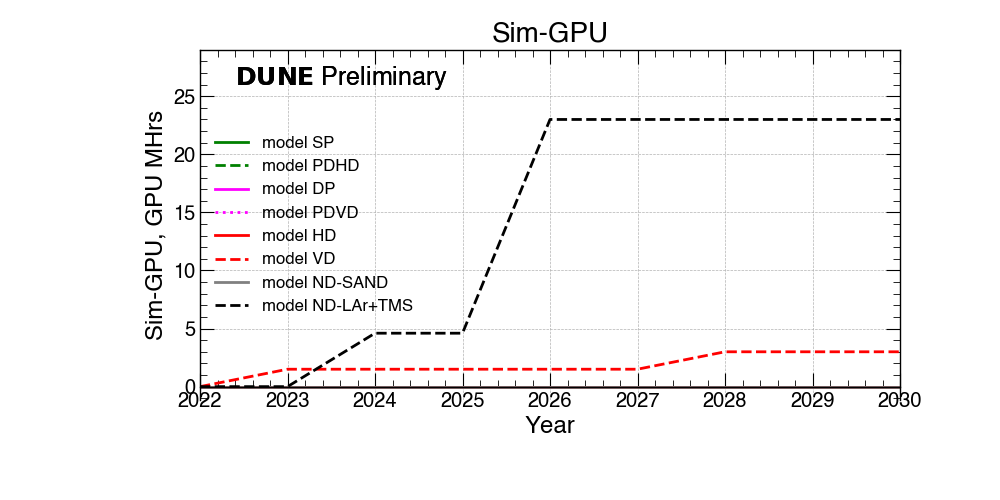 Sim-GPU
DUNE Preliminary
Sim-GPU, GPU MHrs
25
20
15
10
5
0
model SP
model PDHD
model DP
model PDVD
model HD
model VD
model ND-SAND
model ND-LAr+TMS
2022 2023 2024 2025 2026 2027 2028 2029 2030
Year